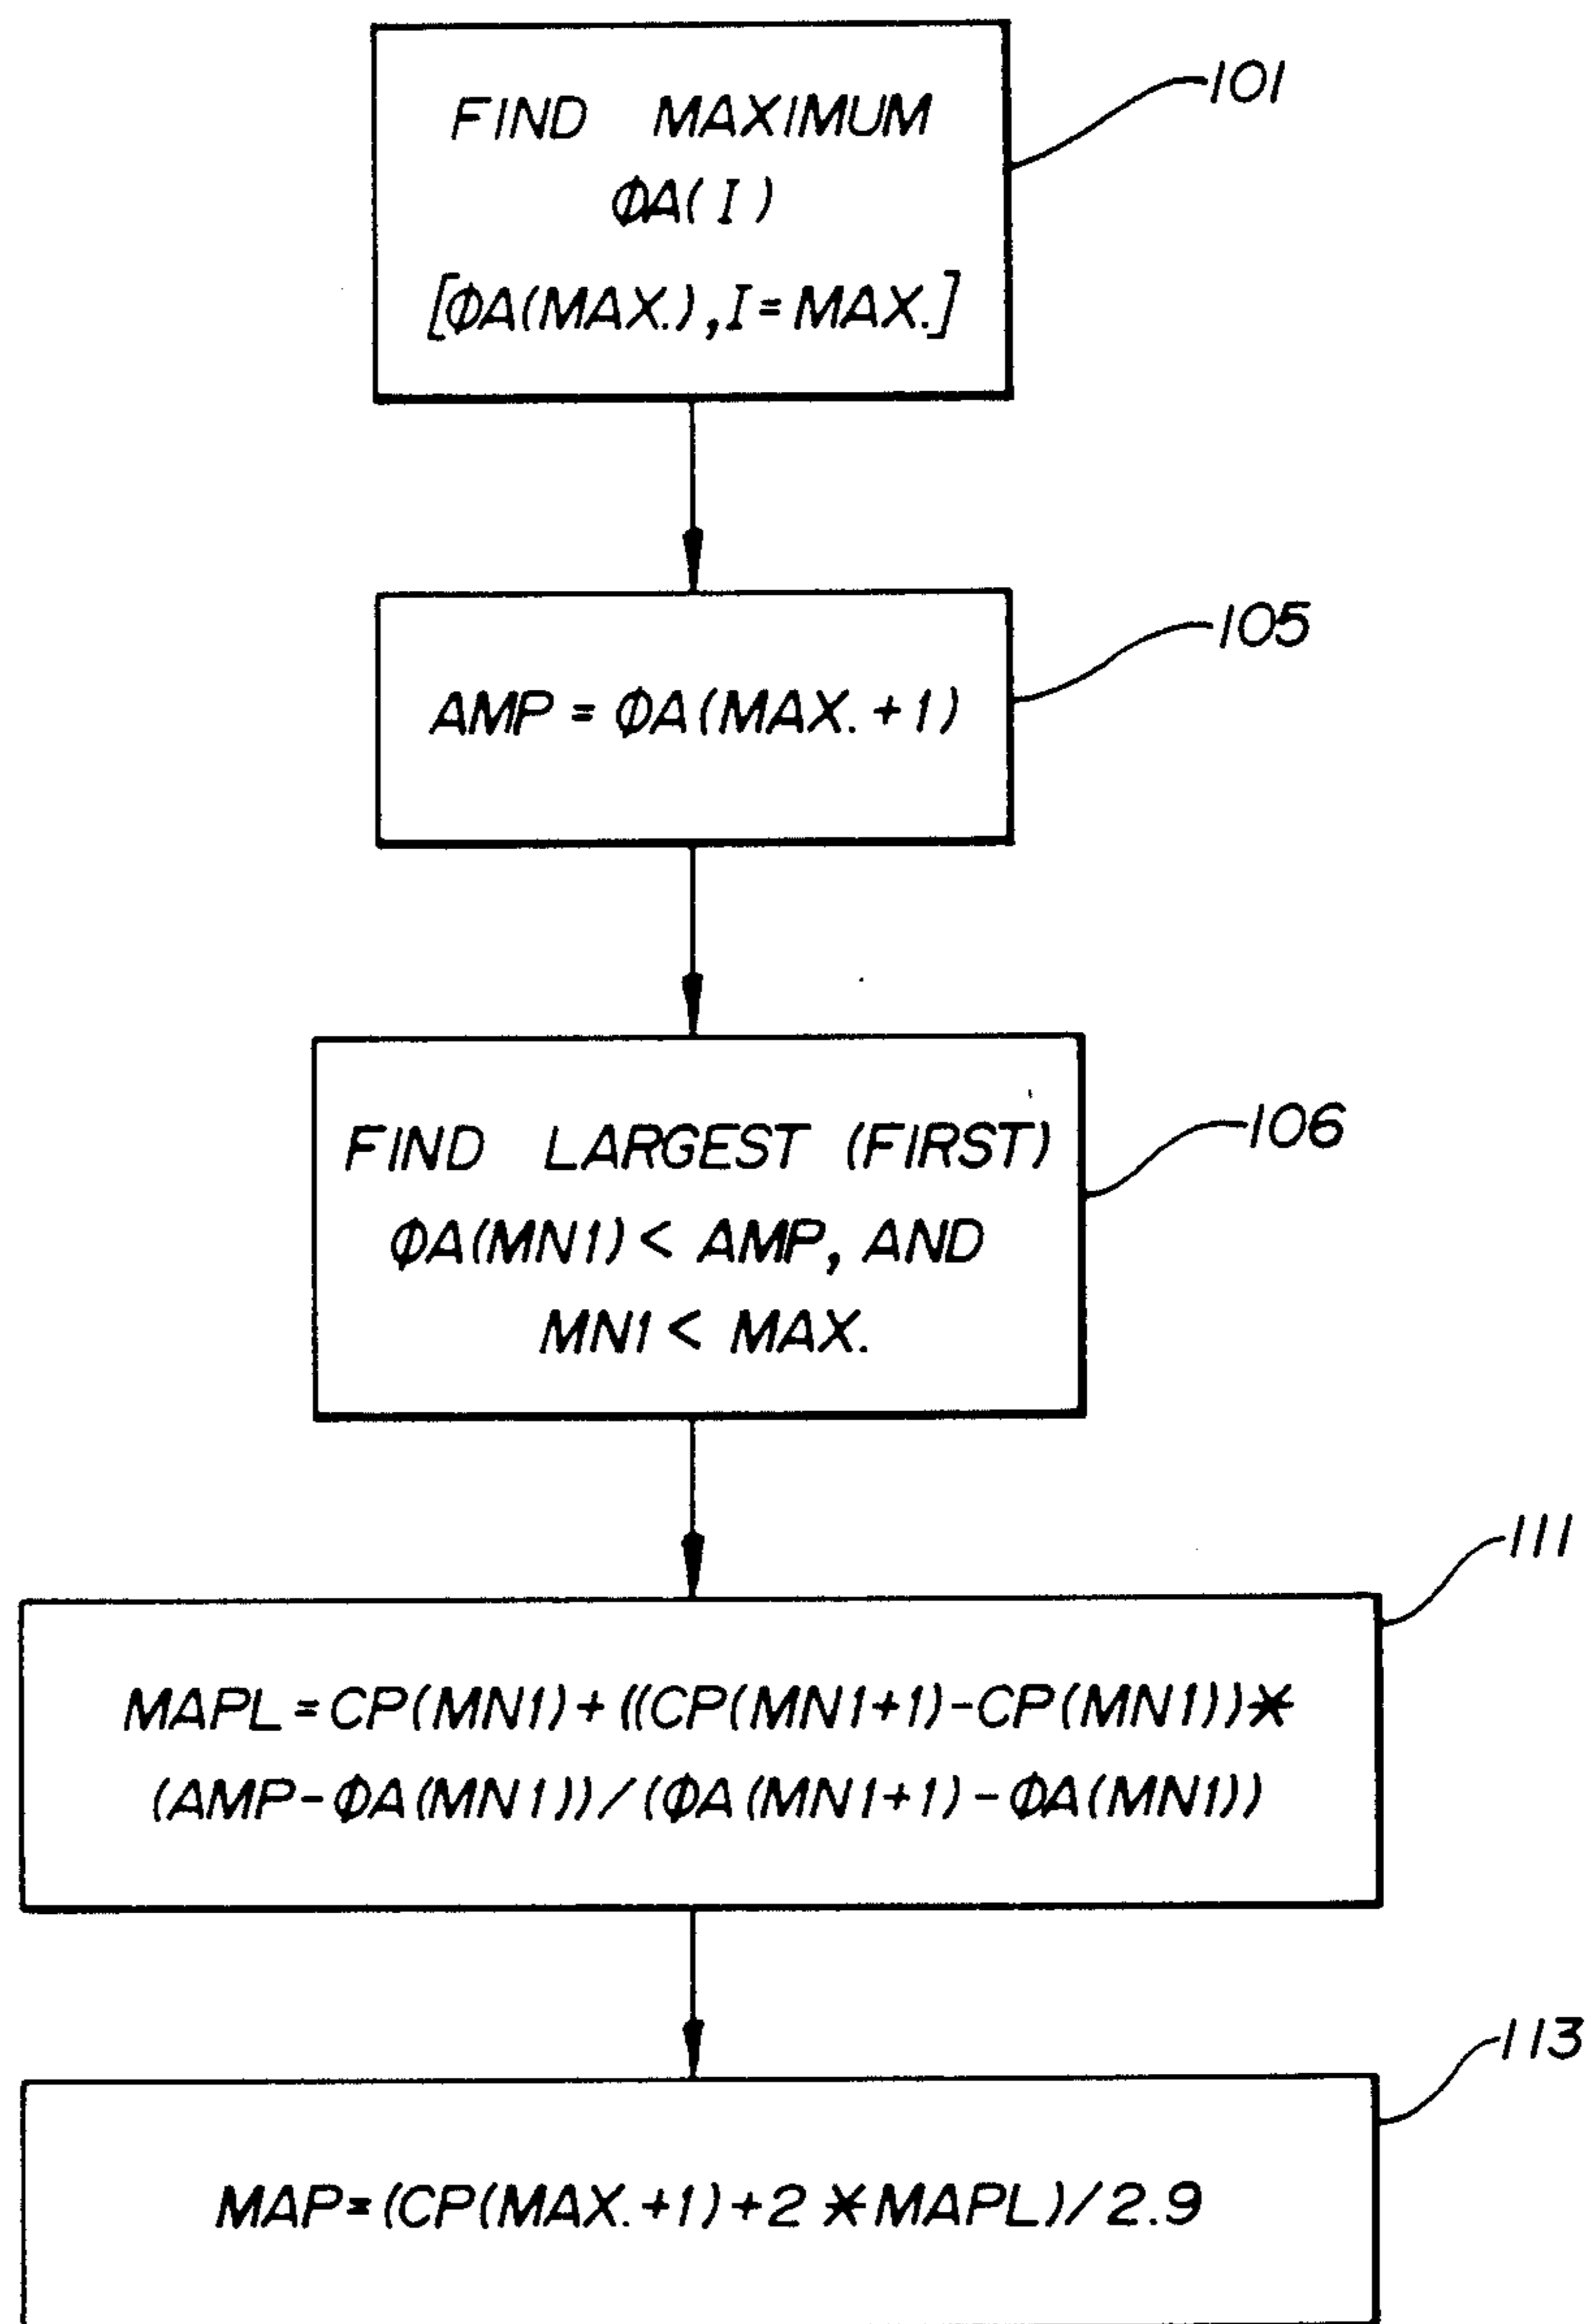 FIND MAXIMUM
ΦA(I)
[ΦA(MAX.),I=MAX.]
101
AMP=ΦA(MAX.+1)
105
FIND LARGEST (FIRST)
ΦA(MN1)<AMP, AND
MN1<MAX.
106
MAPL=CP(MN1)+((CP(MN1+1)-CP(MN1))*
(AMP-ΦA(MN1))/(ΦA(MN1+1)-ΦA(MN1))
111
MAP=(CP(MAX.+1)+2*MAPL)/2.9
113